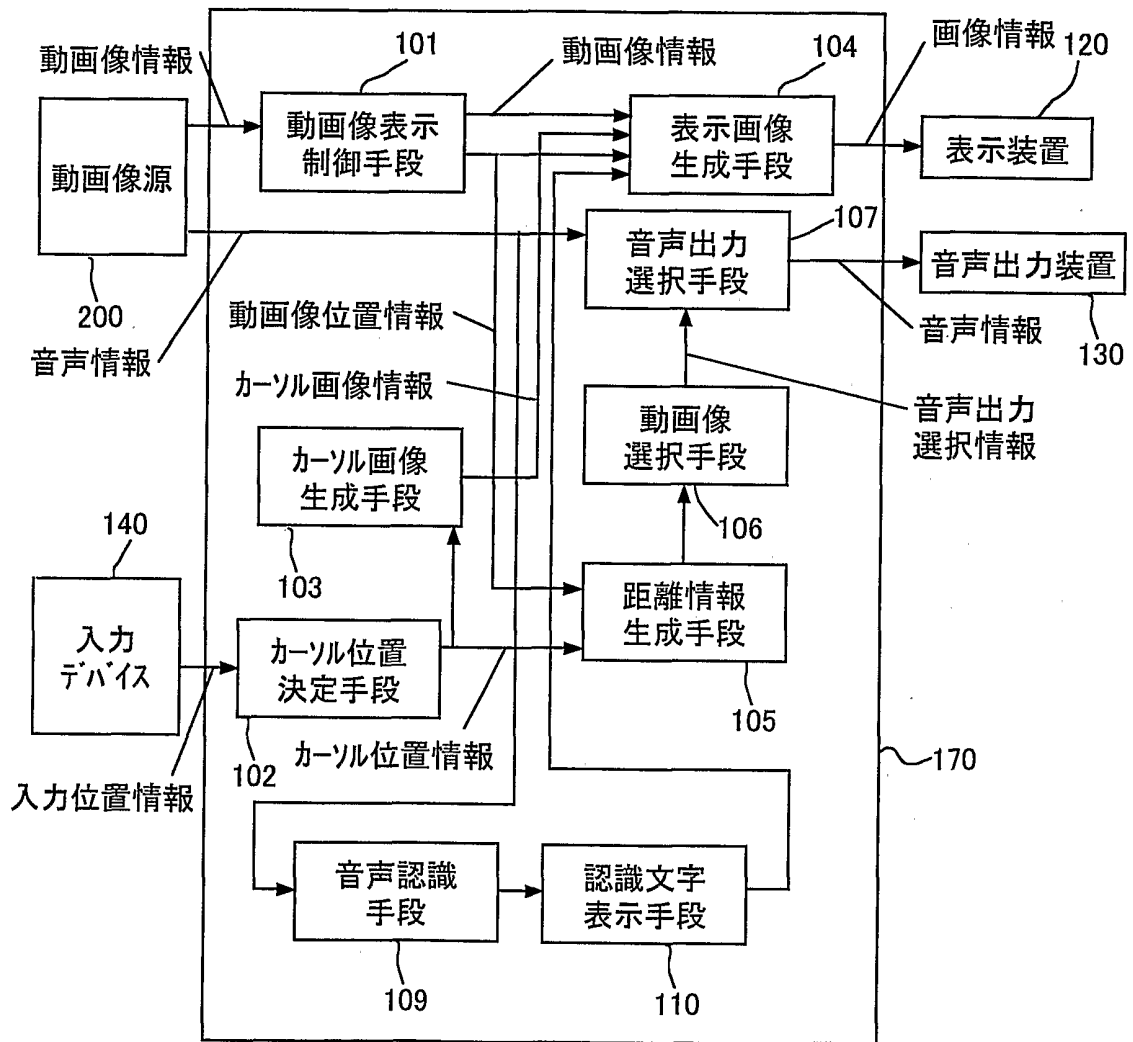 101
動画像情報
104
画像情報
120
動画像情報
動画像源
動画像表示
制御手段
表示画像
生成手段
表示装置
107
音声出力
選択手段
音声出力装置
200
音声情報
動画像位置情報
音声情報
130
カーソル画像情報
動画像
選択手段
音声出力
選択情報
カーソル画像
生成手段
106
140
103
距離情報
生成手段
入力
デバイス
カーソル位置
決定手段
105
102
カーソル位置情報
170
入力位置情報
音声認識
手段
認識文字
表示手段
109
110